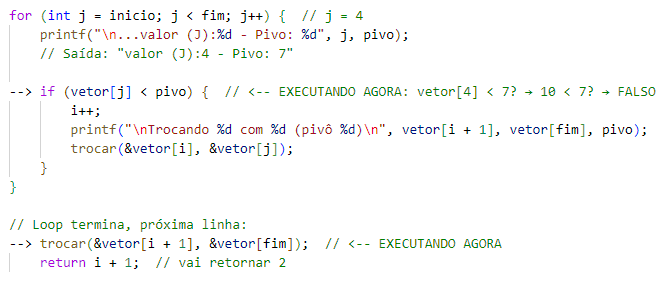 for (int j = inicio; j < fim; j++) {  // j = 4
    printf("\n...valor (J):%d - Pivo: %d", j, pivo);
    // Saída: "valor (J):4 - Pivo: 7"

--> if (vetor[j] < pivo) {  // <-- EXECUTANDO AGORA: vetor[4] < 7? → 10 < 7? → FALSO
        i++;
        printf("\nTrocando %d com %d (pivô %d)\n", vetor[i + 1], vetor[fim], pivo);
        trocar(&vetor[i], &vetor[j]);
    }
}

// Loop termina, próxima linha:
--> trocar(&vetor[i + 1], &vetor[fim]);  // <-- EXECUTANDO AGORA
    return i + 1;  // vai retornar 2